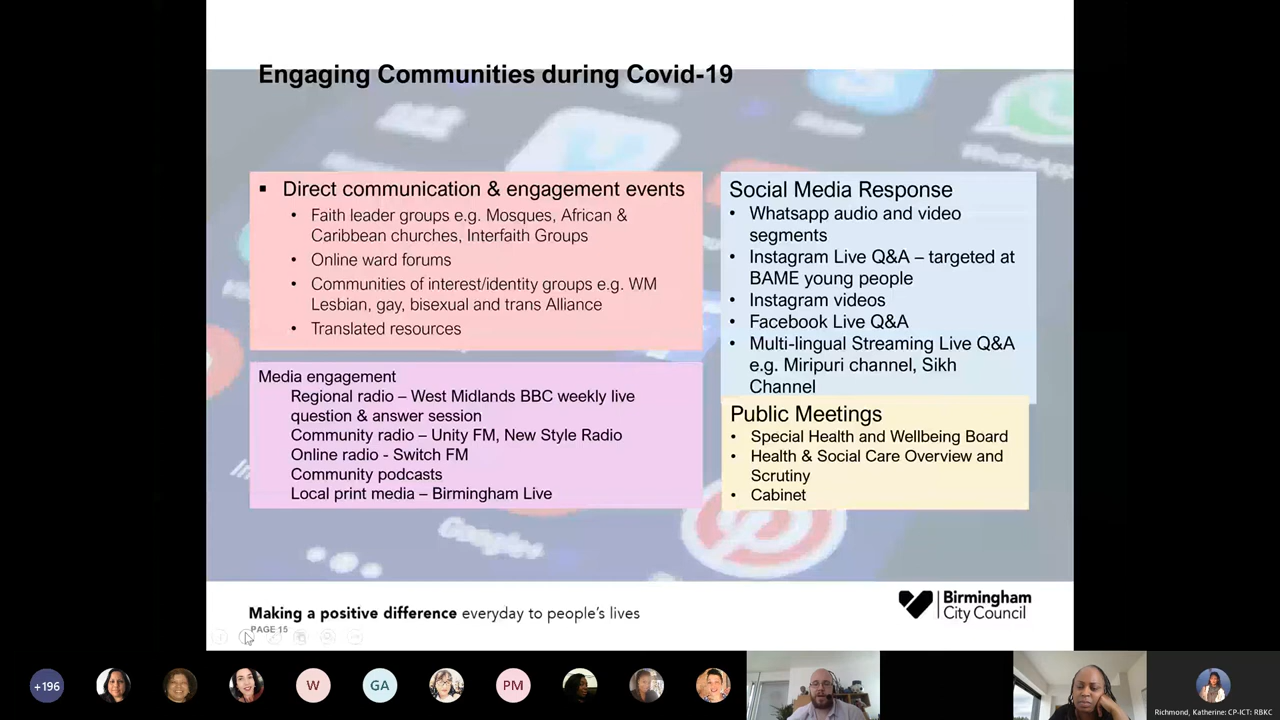 Engaging Communities during Covid-19
▪ Direct communication & engagement events
• Faith leader groups e.g. Mosques, African &
Caribbean churches, Interfaith Groups
• Online ward forums
• Communities of interest/identity groups e.g. WM
Lesbian, gay, bisexual and trans Alliance
• Translated resources
Media engagement
Regional radio – West Midlands BBC weekly live
question & answer session
Community radio – Unity FM, New Style Radio
Online radio - Switch FM
Community podcasts
Local print media – Birmingham Live
Social Media Response
• Whatsapp audio and video
segments
• Instagram Live Q&A – targeted at
BAME young people
• Instagram videos
• Facebook Live Q&A
• Multi-lingual Streaming Live Q&A
e.g. Miripuri channel, Sikh
Channel
Public Meetings
• Special Health and Wellbeing Board
• Health & Social Care Overview and
Scrutiny
• Cabinet
WhatsApp
Google+
Making a positive difference everyday to people's lives
PAGE 15
Birmingham
City Council
+196
W
GA
PM
Richmond, Katherine: CP-ICT: RBKC